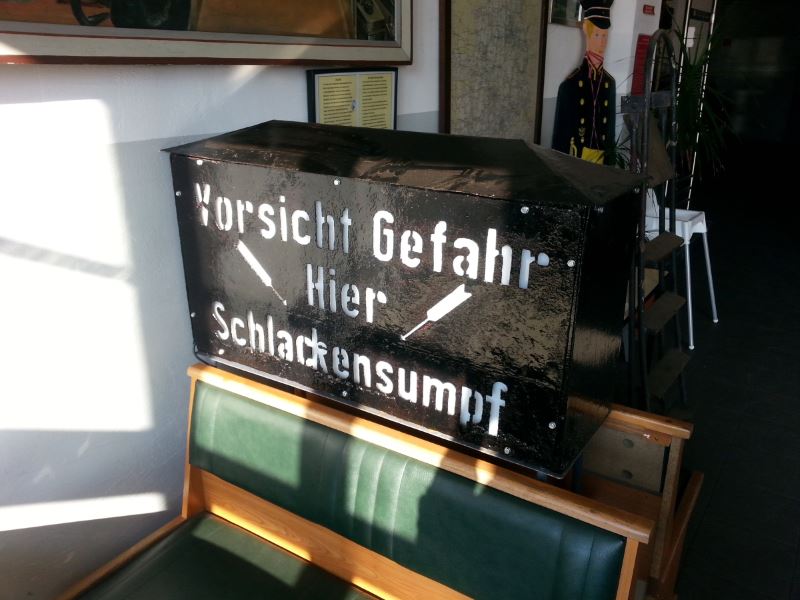 Vorsicht Gefahr
Hier
Schlackensumpf